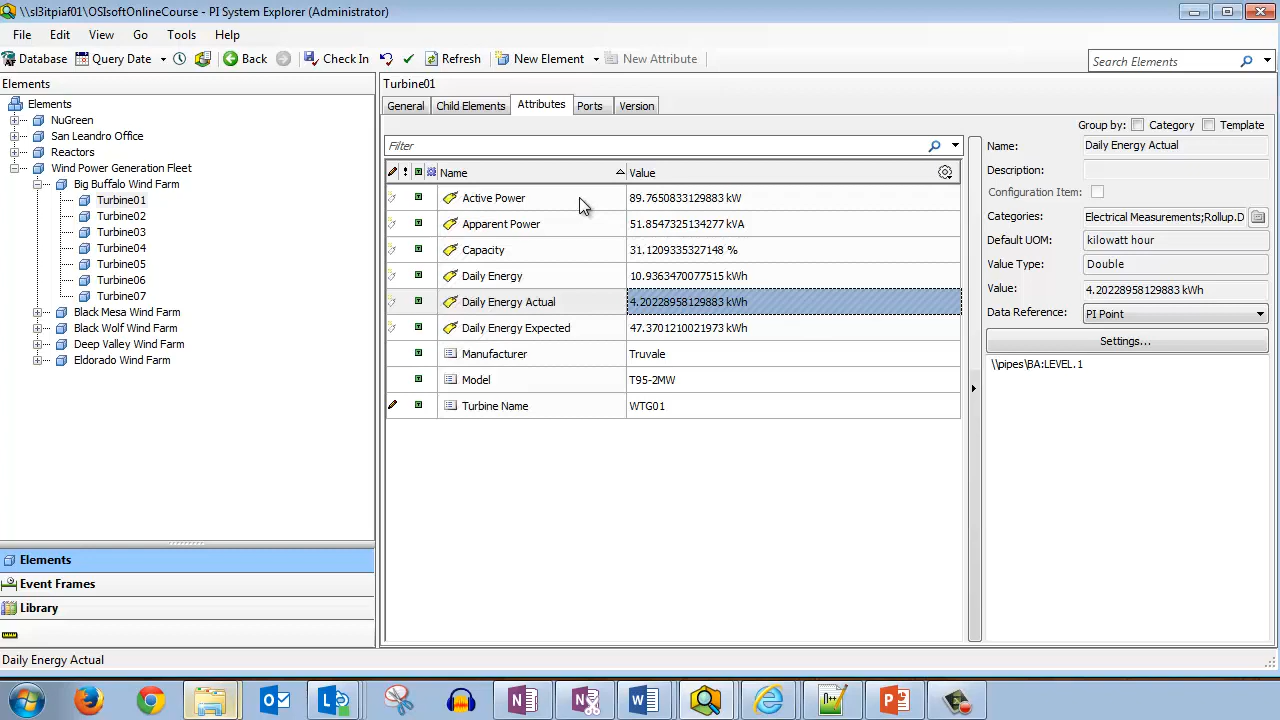 \\sl3itpiaf01\OSIsoftOnlineCourse - PI System Explorer (Administrator)
File Edit View Go Tools Help
Database Query Date Back Check In Refresh New Element New Attribute Search Elements
Elements
Elements
NuGreen
San Leandro Office
Reactors
Wind Power Generation Fleet
Big Buffalo Wind Farm
Turbine01
Turbine02
Turbine03
Turbine04
Turbine05
Turbine06
Turbine07
Black Mesa Wind Farm
Black Wolf Wind Farm
Deep Valley Wind Farm
Eldorado Wind Farm
Elements
Event Frames
Library
Turbine01
General Child Elements Attributes Ports Version
Group by: Category Template
Filter
Name Value
Active Power 89.7650833129883 kW
Apparent Power 51.8547325134277 kVA
Capacity 31.1209335327148 %
Daily Energy 10.9363470077515 kWh
Daily Energy Actual 4.20228958129883 kWh
Daily Energy Expected 47.3701210021973 kWh
Manufacturer Truvale
Model T95-2MW
Turbine Name WTG01
Name: Daily Energy Actual
Description:
Configuration Item:
Categories: Electrical Measurements;Rollup.D
Default UOM: kilowatt hour
Value Type: Double
Value: 4.20228958129883 kWh
Data Reference: PI Point
Settings...
\\pipes\BA:LEVEL.1
Daily Energy Actual